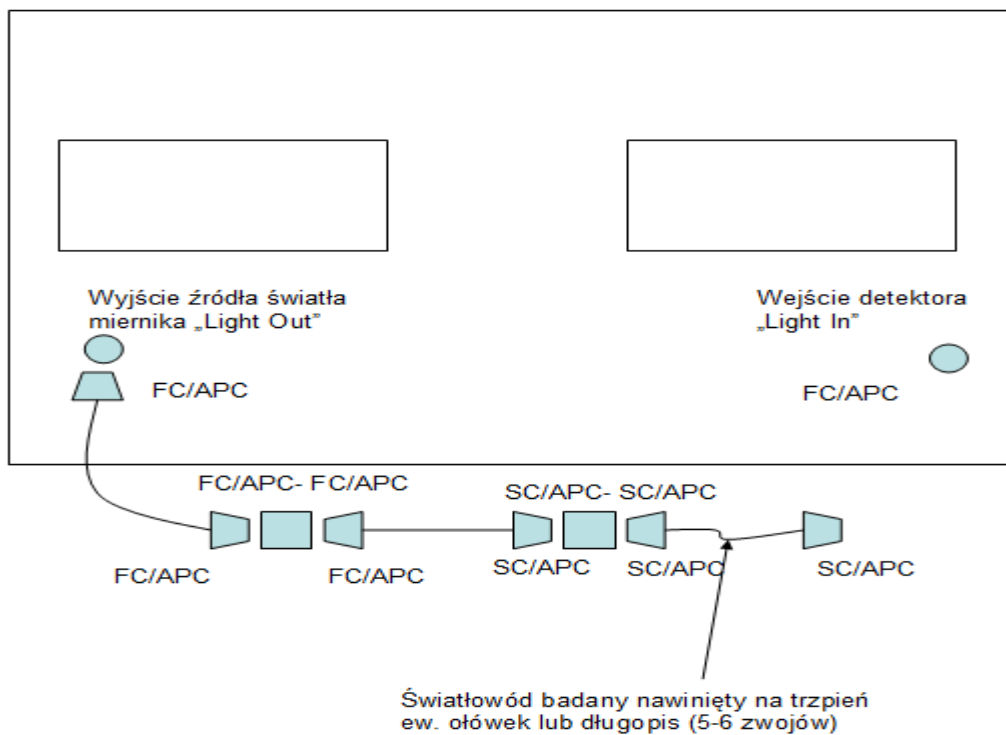 Wyjście źródła światła
miernika „Light Out”
Wejście detektora
„Light In”
FC/APC
FC/APC
FC/APC- FC/APC
SC/APC- SC/APC
FC/APC
FC/APC
SC/APC
SC/APC
SC/APC
Światłowód badany nawinięty na trzpień
ew. ołówek lub długopis (5-6 zwojów)